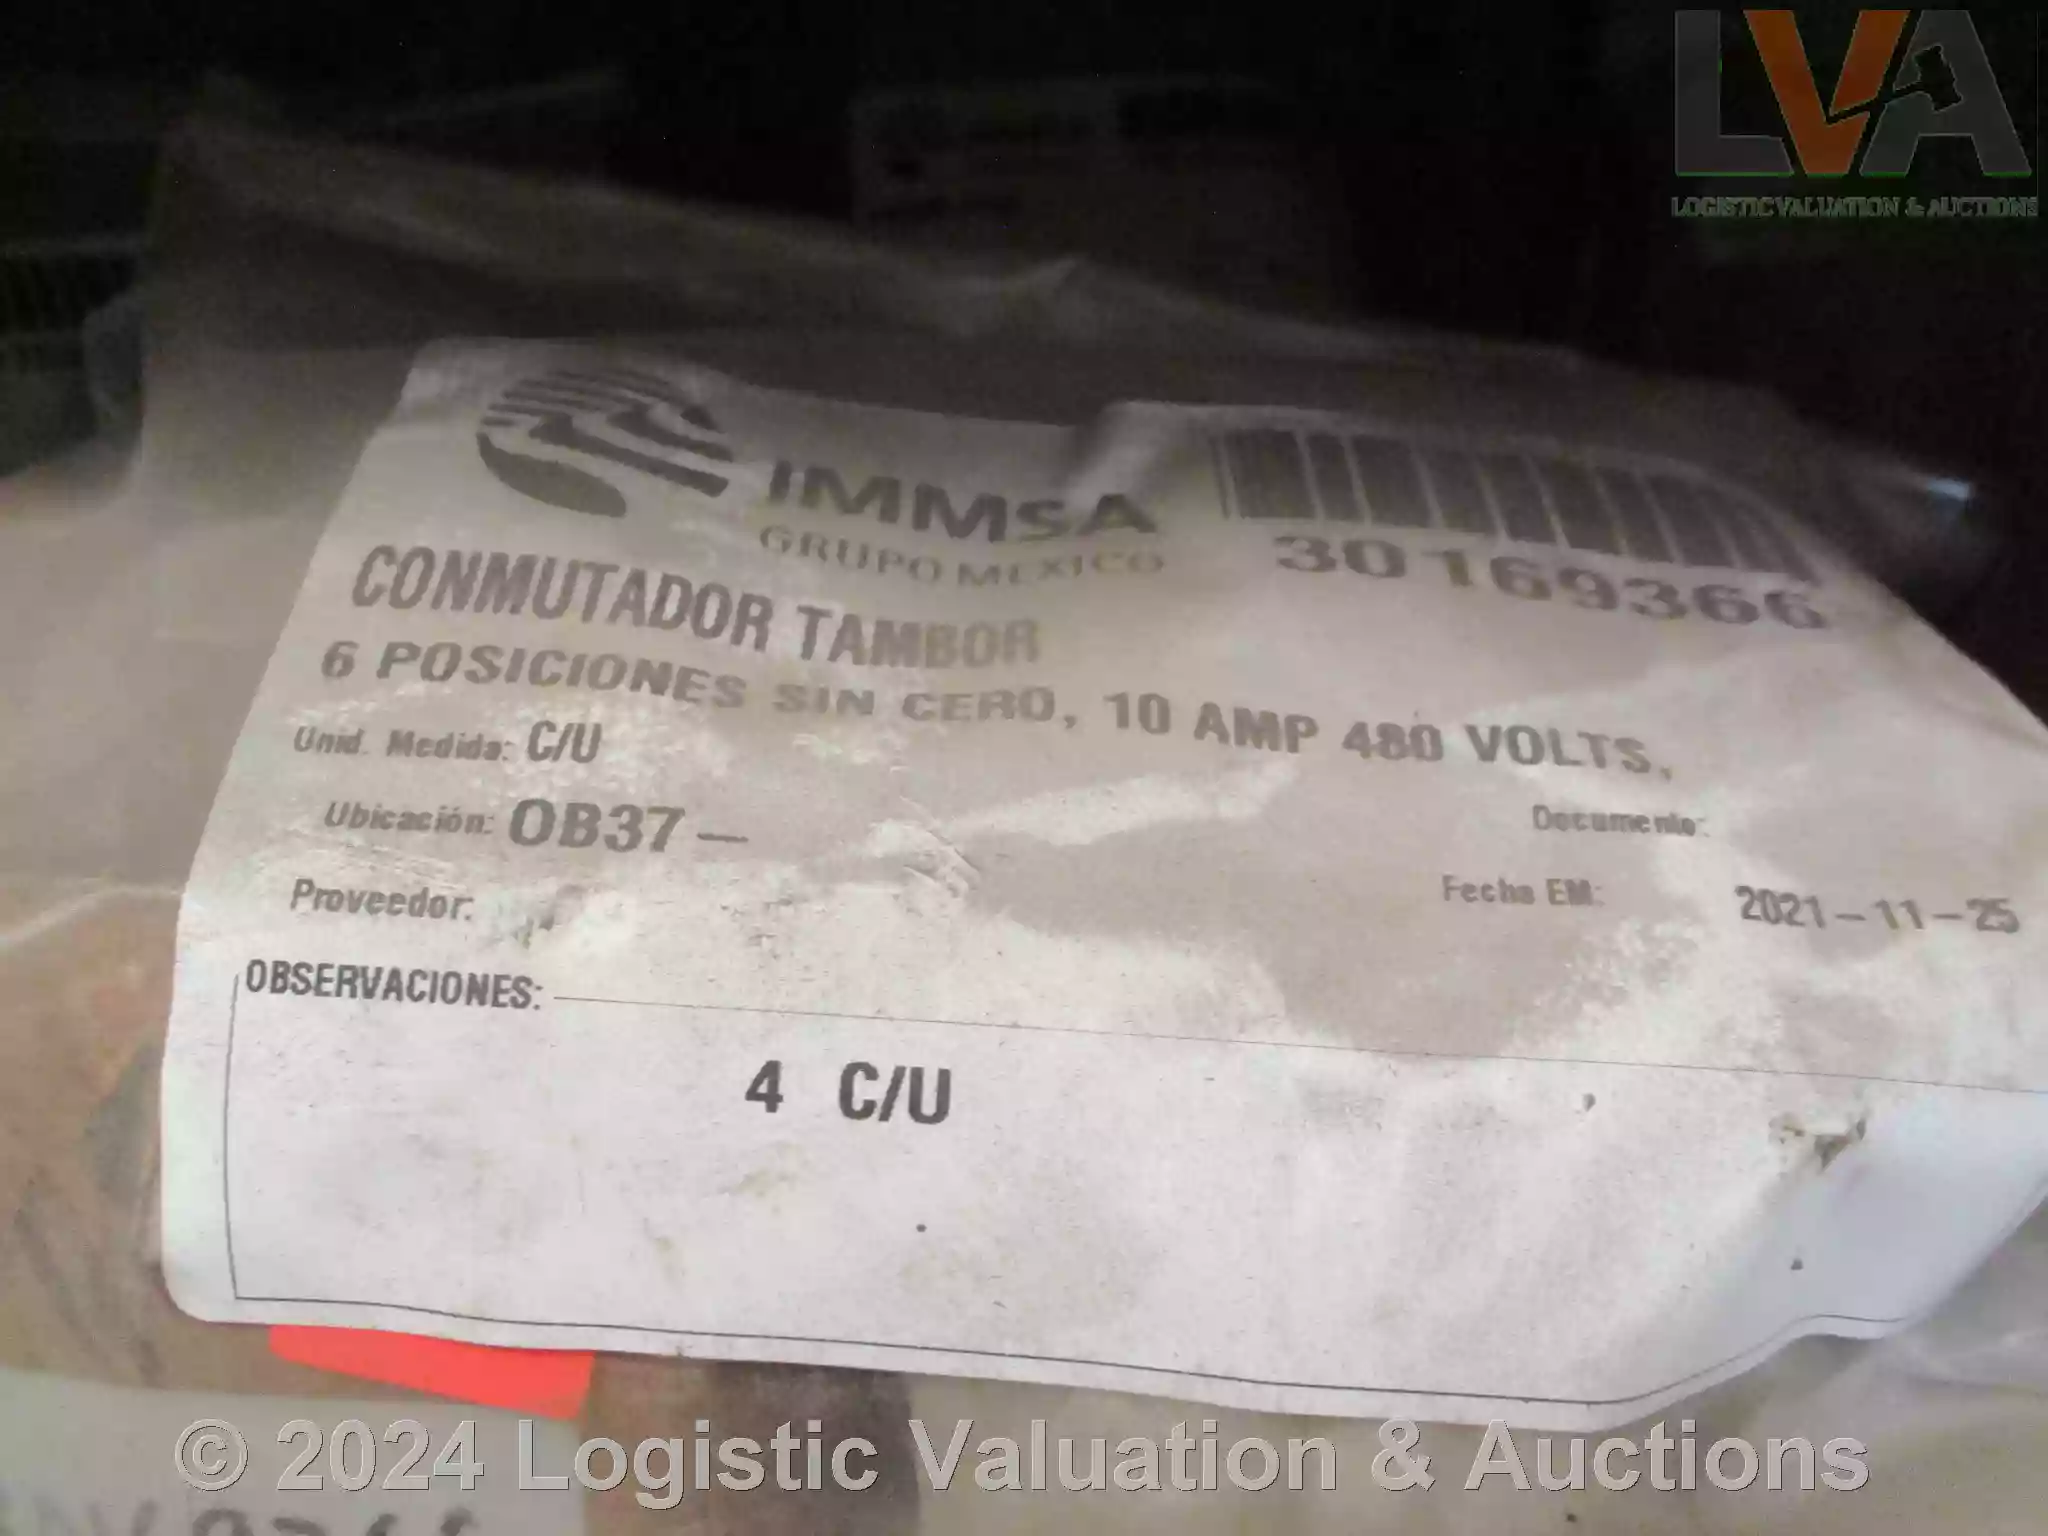 LVA
LOGISTIC VALUATION & AUCTIONS
IMMSA
GRUPO MEXICO
30169366
CONMUTADOR TAMBOR
6 POSICIONES SIN CERO, 10 AMP 480 VOLTS,
Unid. Medida: C/U
Ubicación: OB37-
Documento:
Proveedor:
Fecha EM: 2021-11-25
OBSERVACIONES:
4 C/U
© 2024 Logistic Valuation & Auctions